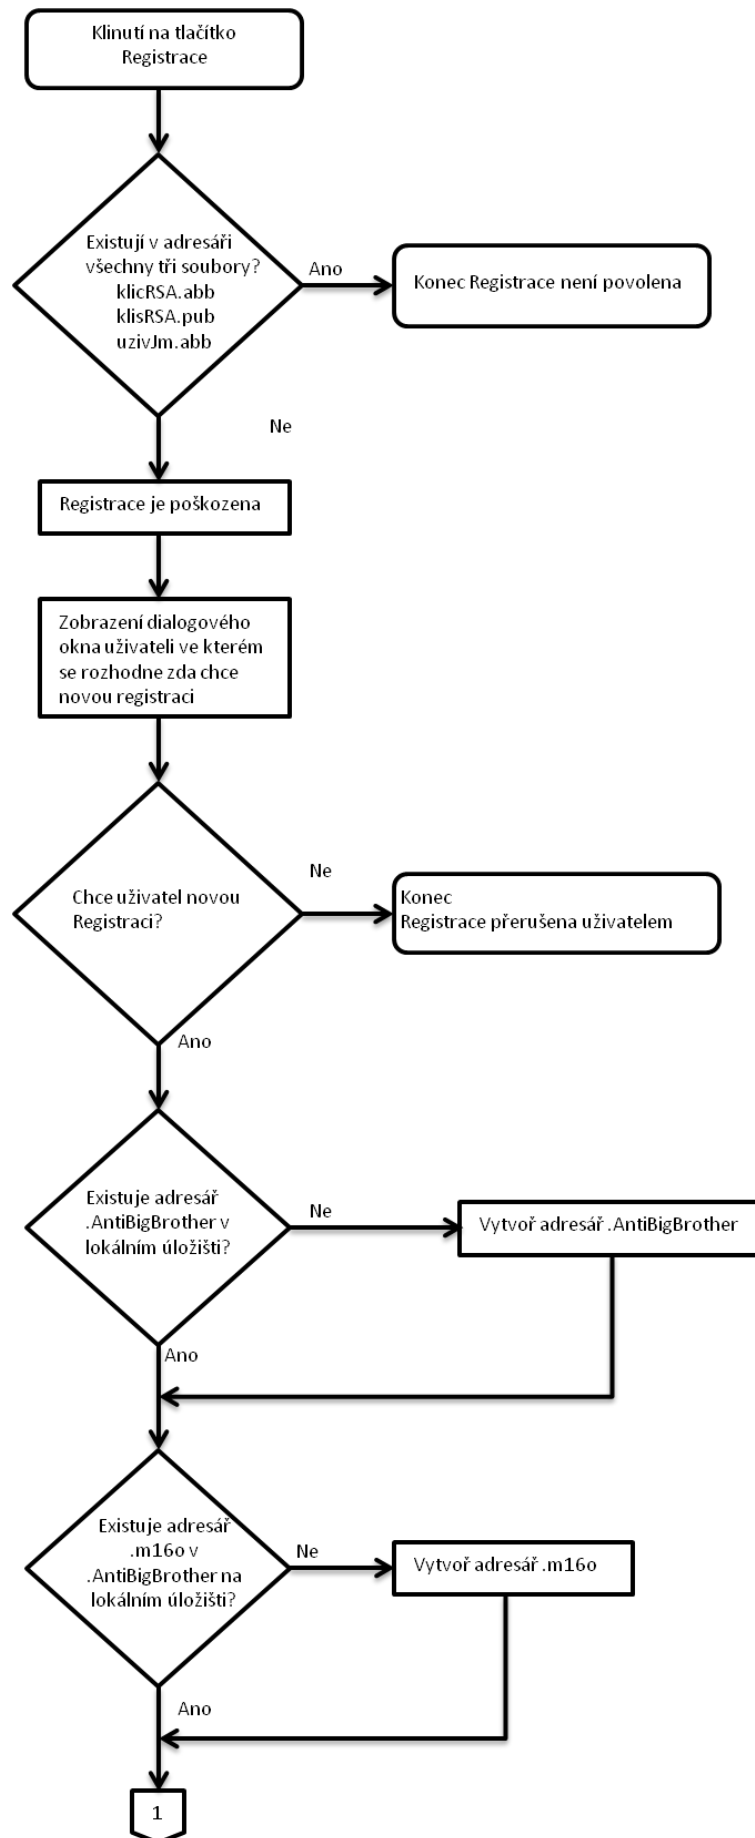 Klinutí na tlačítko
Registrace
Existují v adresáři
všechny tři soubory?
klicRSA.abb
klisRSA.pub
uzivJm.abb
Ano
Konec Registrace není povolena
Ne
Registrace je poškozena
Zobrazení dialogového
okna uživateli ve kterém
se rozhodne zda chce
novou registraci
Chce uživatel novou
Registraci?
Ne
Konec
Registrace přerušena uživatelem
Ano
Existuje adresář
.AntiBigBrother v
lokálním úložišti?
Ne
Vytvoř adresář .AntiBigBrother
Ano
Existuje adresář
.m16o v
.AntiBigBrother na
lokálním úložišti?
Ne
Vytvoř adresář .m16o
Ano
1